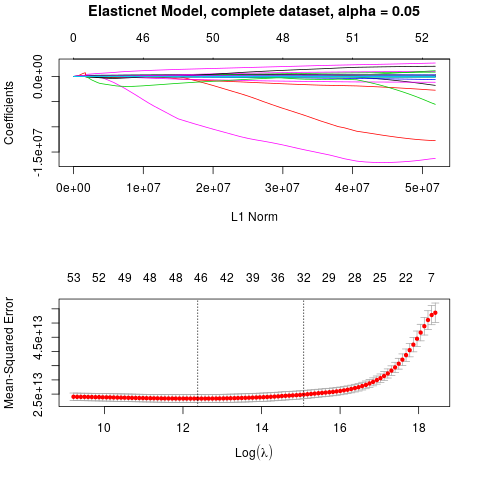 Elasticnet Model, complete dataset, alpha = 0.05
0 46 50 48 51 52
Coefficients
0.0e+00
-1.5e+07
0e+00 1e+07 2e+07 3e+07 4e+07 5e+07
L1 Norm
53 52 49 48 48 46 42 39 36 32 29 28 25 22 7
Mean-Squared Error
4.5e+13
2.5e+13
10 12 14 16 18
Log(λ)